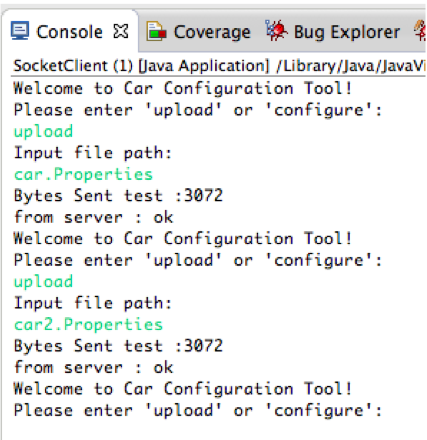 Console Coverage Bug Explorer
SocketClient (1) [Java Application] /Library/Java/JavaVi
Welcome to Car Configuration Tool!
Please enter 'upload' or 'configure':
upload
Input file path:
car.Properties
Bytes Sent test :3072
from server : ok
Welcome to Car Configuration Tool!
Please enter 'upload' or 'configure':
upload
Input file path:
car2.Properties
Bytes Sent test :3072
from server : ok
Welcome to Car Configuration Tool!
Please enter 'upload' or 'configure':